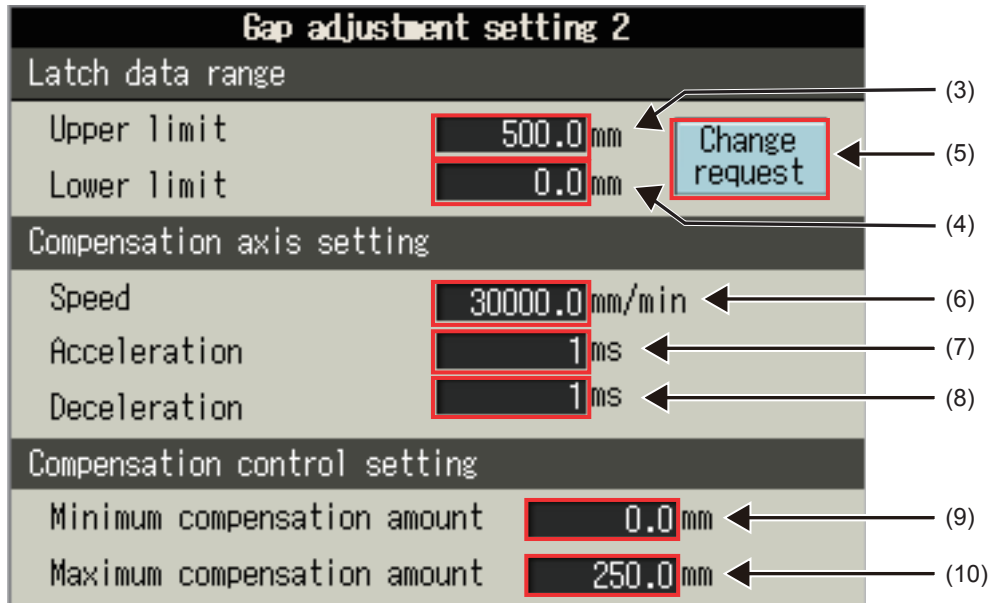 Gap adjustment setting 2
Latch data range
Upper limit 500.0 mm (3)
Change request (5)
Lower limit 0.0 mm (4)
Compensation axis setting
Speed 30000.0 mm/min (6)
Acceleration 1 ms (7)
Deceleration 1 ms (8)
Compensation control setting
Minimum compensation amount 0.0 mm (9)
Maximum compensation amount 250.0 mm (10)